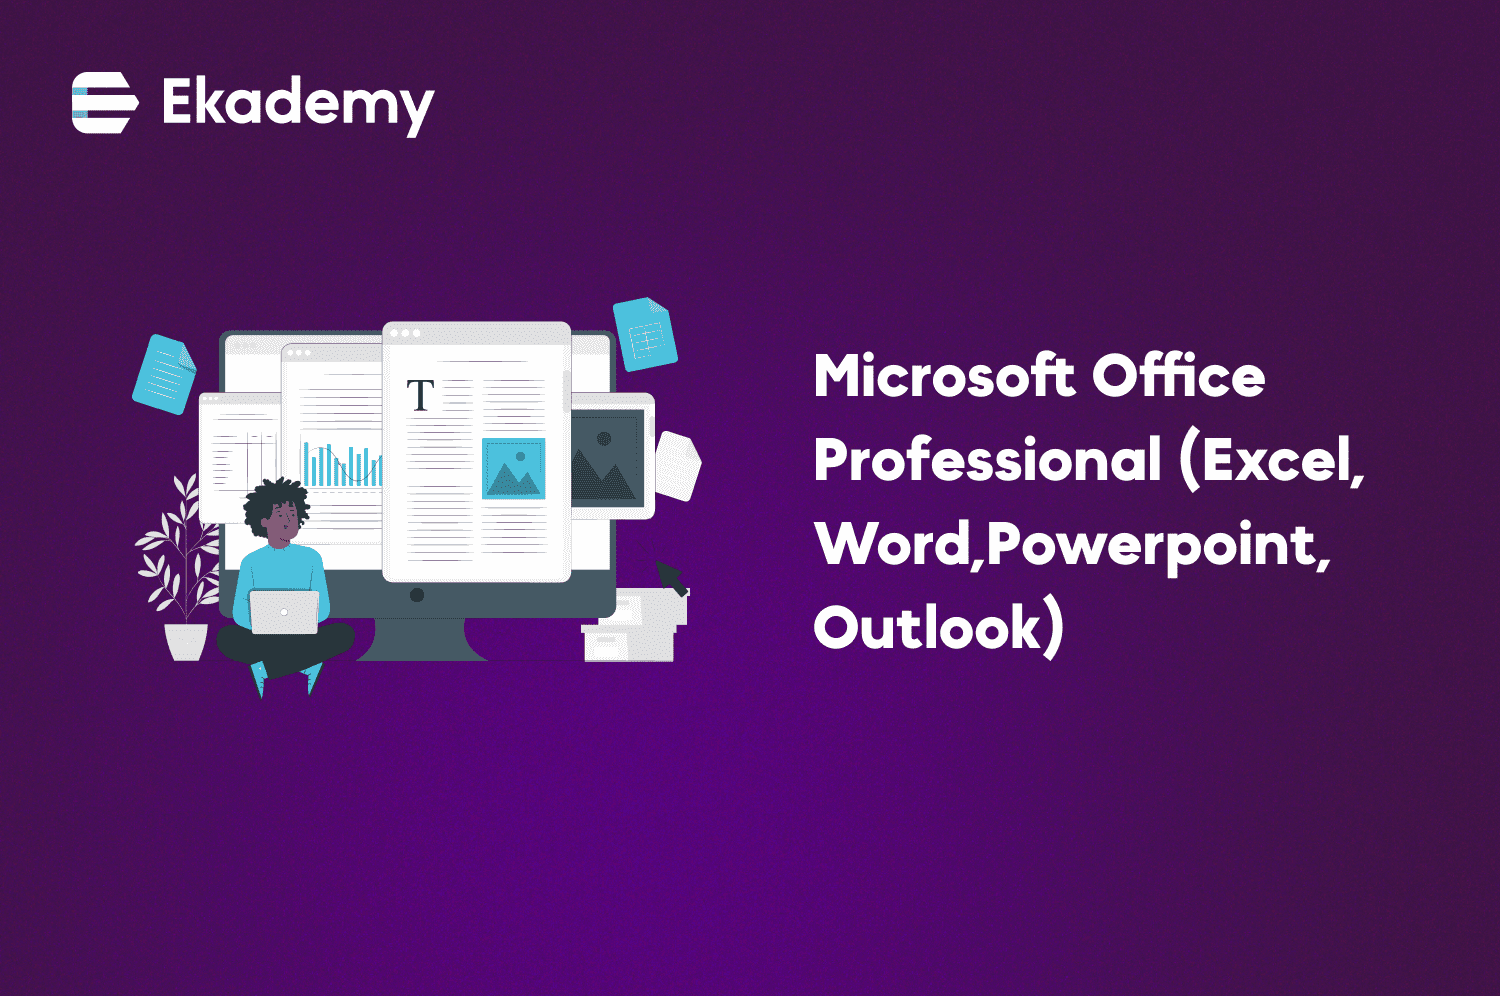 Ekademy
T
Microsoft Office
Professional (Excel,
Word,Powerpoint,
Outlook)